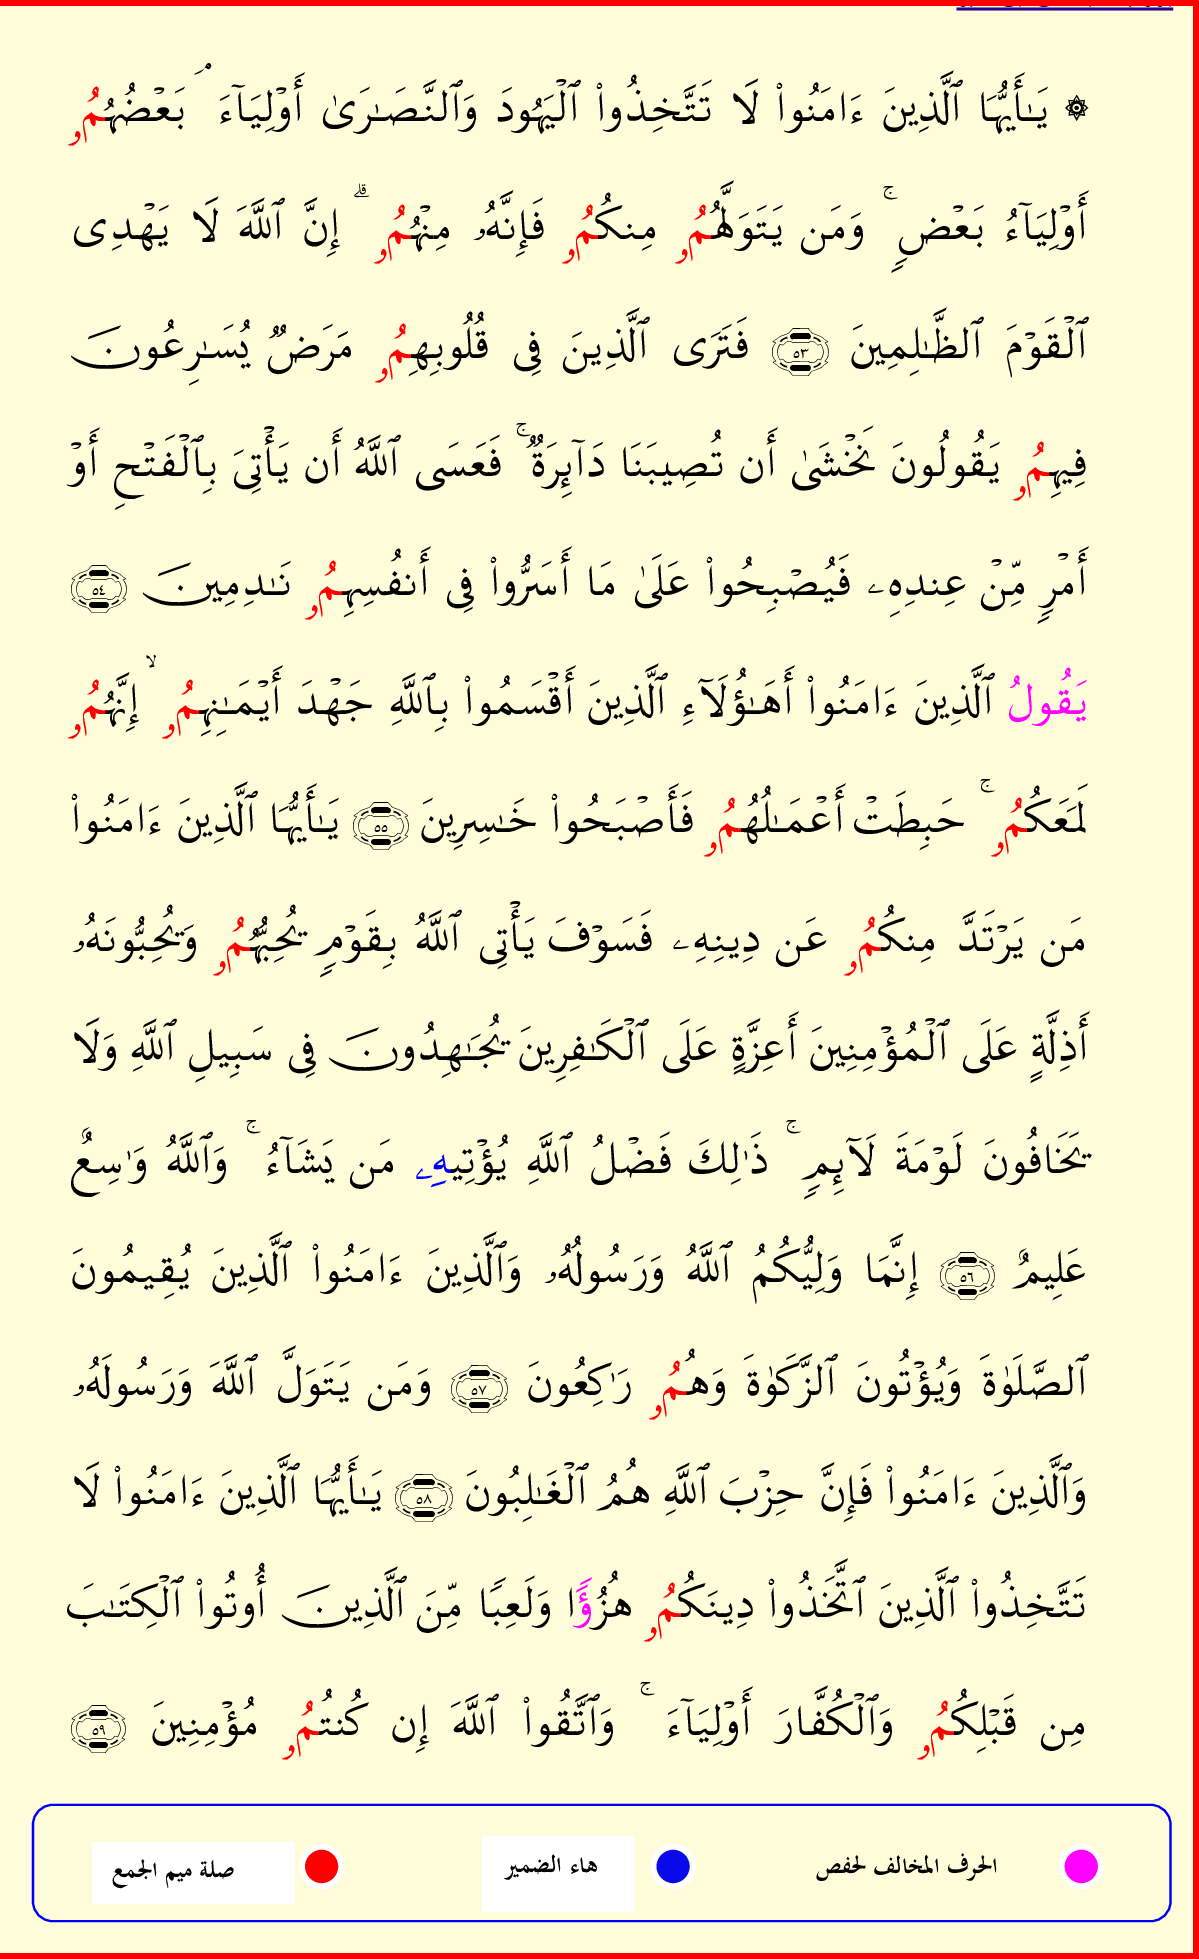 ۞ يَـٰٓأَيُّهَا ٱلَّذِينَ ءَامَنُوا۟ لَا تَتَّخِذُوا۟ ٱلْيَهُودَ وَٱلنَّصَـٰرَىٰ أَوْلِيَآءَ ۘ بَعْضُهُمُۥ
أَوْلِيَآءُ بَعْضٍ ۚ وَمَن يَتَوَلَّهُمُۥ مِنكُمُۥ فَإِنَّهُۥ مِنْهُمُۥ ۗ إِنَّ ٱللَّهَ لَا يَهْدِى
ٱلْقَوْمَ ٱلظَّـٰلِمِينَ ٥٣ فَتَرَى ٱلَّذِينَ فِى قُلُوبِهِمُۥ مَرَضٌ يُسَـٰرِعُونَ
فِيهِمُۥ يَقُولُونَ نَخْشَىٰ أَن تُصِيبَنَا دَآئِرَةٌ ۚ فَعَسَى ٱللَّهُ أَن يَأْتِىَ بِٱلْفَتْحِ أَوْ
أَمْرٍ مِّنْ عِندِهِۦ فَيُصْبِحُوا۟ عَلَىٰ مَا أَسَرُّوا۟ فِى أَنفُسِهِمُۥ نَـٰدِمِينَ ٥٤
يَقُولُ ٱلَّذِينَ ءَامَنُوا۟ أَهَـٰؤُلَآءِ ٱلَّذِينَ أَقْسَمُوا۟ بِٱللَّهِ جَهْدَ أَيْمَـٰنِهِمُۥ ۙ إِنَّهُمُۥ
لَمَعَكُمُۥ ۚ حَبِطَتْ أَعْمَـٰلُهُمُۥ فَأَصْبَحُوا۟ خَـٰسِرِينَ ٥٥ يَـٰأَيُّهَا ٱلَّذِينَ ءَامَنُوا۟
مَن يَرْتَدَّ مِنكُمُۥ عَن دِينِهِۦ فَسَوْفَ يَأْتِى ٱللَّهُ بِقَوْمٍ يُحِبُّهُمُۥ وَيُحِبُّونَهُۥ
أَذِلَّةٍ عَلَى ٱلْمُؤْمِنِينَ أَعِزَّةٍ عَلَى ٱلْكَـٰفِرِينَ يُجَـٰهِدُونَ فِى سَبِيلِ ٱللَّهِ وَلَا
يَخَافُونَ لَوْمَةَ لَآئِمٍ ۚ ذَٰلِكَ فَضْلُ ٱللَّهِ يُؤْتِيهِۦ مَن يَشَآءُ ۚ وَٱللَّهُ وَٰسِعٌ
عَلِيمٌ ٥٦ إِنَّمَا وَلِيُّكُمُ ٱللَّهُ وَرَسُولُهُۥ وَٱلَّذِينَ ءَامَنُوا۟ ٱلَّذِينَ يُقِيمُونَ
ٱلصَّلَوٰةَ وَيُؤْتُونَ ٱلزَّكَوٰةَ وَهُمُۥ رَٰكِعُونَ ٥٧ وَمَن يَتَوَلَّ ٱللَّهَ وَرَسُولَهُۥ
وَٱلَّذِينَ ءَامَنُوا۟ فَإِنَّ حِزْبَ ٱللَّهِ هُمُ ٱلْغَـٰلِبُونَ ٥٨ يَـٰأَيُّهَا ٱلَّذِينَ ءَامَنُوا۟ لَا
تَتَّخِذُوا۟ ٱلَّذِينَ ٱتَّخَذُوا۟ دِينَكُمُۥ هُزُؤًا وَلَعِبًا مِّنَ ٱلَّذِينَ أُوتُوا۟ ٱلْكِتَـٰبَ
مِن قَبْلِكُمُۥ وَٱلْكُفَّارَ أَوْلِيَآءَ ۚ وَٱتَّقُوا۟ ٱللَّهَ إِن كُنتُمُۥ مُؤْمِنِينَ ٥٩
الحرف المخالف لحفص هاء الضمير صلة ميم الجمع